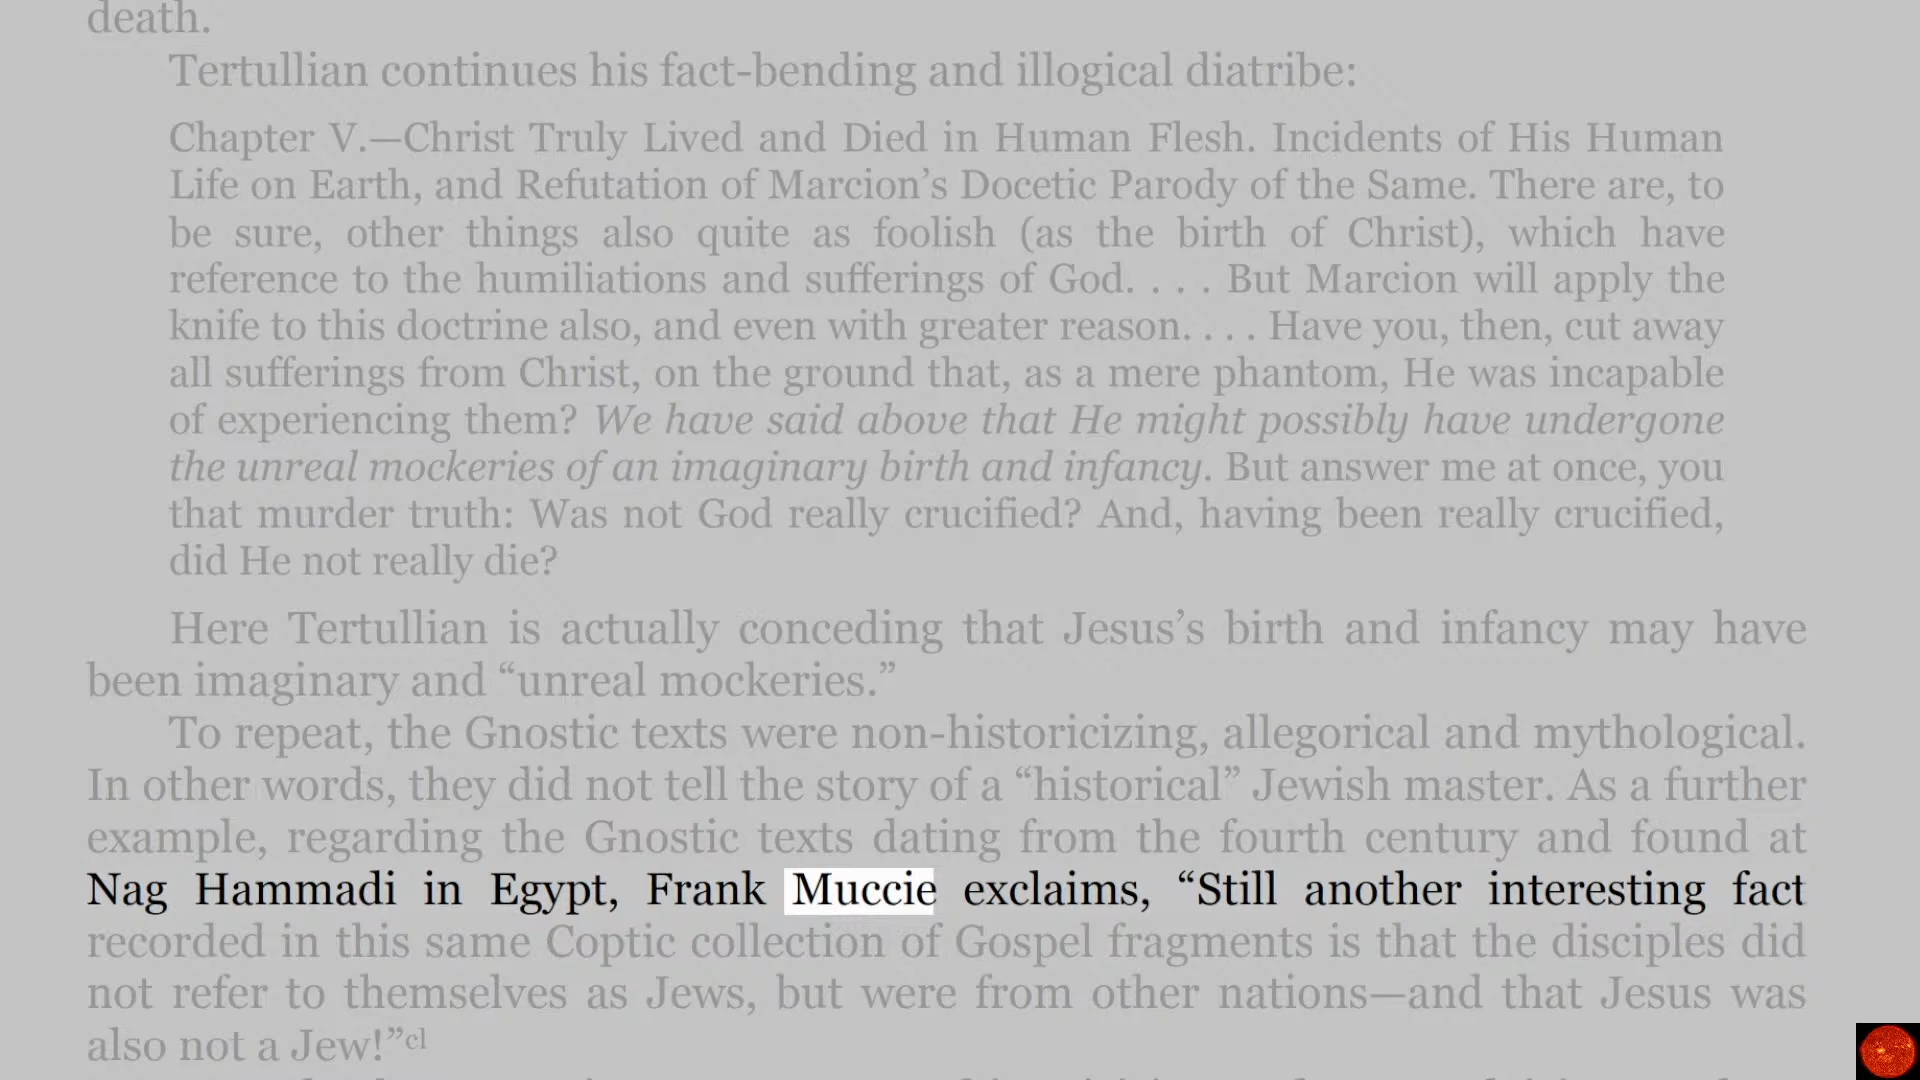 death.
Tertullian continues his fact-bending and illogical diatribe:
Chapter V.—Christ Truly Lived and Died in Human Flesh. Incidents of His Human
Life on Earth, and Refutation of Marcion’s Docetic Parody of the Same. There are, to
be sure, other things also quite as foolish (as the birth of Christ), which have
reference to the humiliations and sufferings of God. . . . But Marcion will apply the
knife to this doctrine also, and even with greater reason. . . . Have you, then, cut away
all sufferings from Christ, on the ground that, as a mere phantom, He was incapable
of experiencing them? We have said above that He might possibly have undergone
the unreal mockeries of an imaginary birth and infancy. But answer me at once, you
that murder truth: Was not God really crucified? And, having been really crucified,
did He not really die?
Here Tertullian is actually conceding that Jesus’s birth and infancy may have
been imaginary and “unreal mockeries.”
To repeat, the Gnostic texts were non-historicizing, allegorical and mythological.
In other words, they did not tell the story of a “historical” Jewish master. As a further
example, regarding the Gnostic texts dating from the fourth century and found at
Nag Hammadi in Egypt, Frank Muccie exclaims, “Still another interesting fact
recorded in this same Coptic collection of Gospel fragments is that the disciples did
not refer to themselves as Jews, but were from other nations—and that Jesus was
also not a Jew!”cl